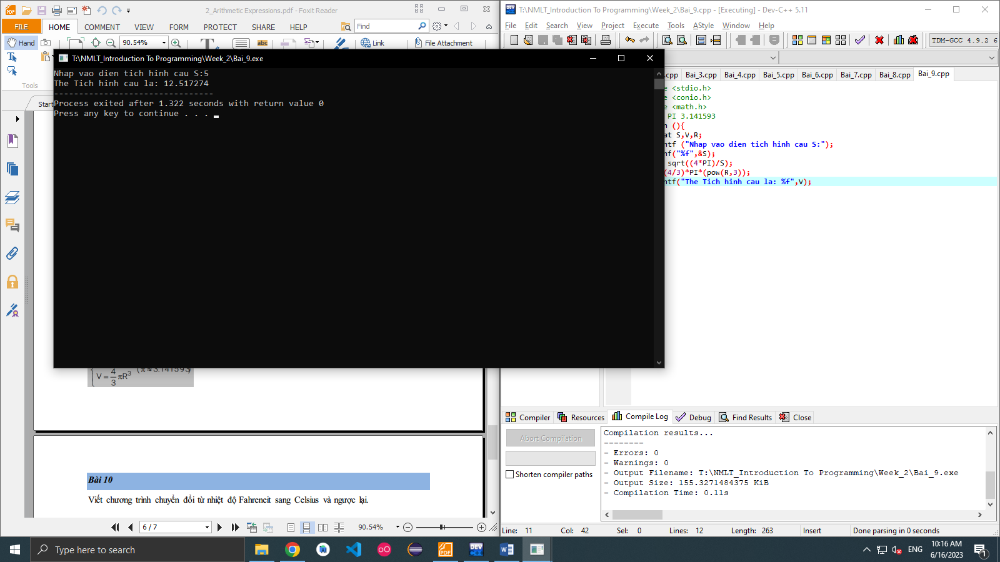 2_Arithmetic Expressions.pdf - Foxit Reader
FILE HOME COMMENT VIEW FORM PROTECT SHARE HELP
Find
Hand
90.54%
Link
File Attachment
Tools
Start
T:\NMLT_Introduction To Programming\Week_2\Bai_9.exe
Nhap vao dien tich hinh cau S:5
The Tich hinh cau la: 12.517274
--------------------------------
Process exited after 1.322 seconds with return value 0
Press any key to continue . . .
V = 4/3 πR³ (π≈3.141593)
Bài 10
Viết chương trình chuyển đổi từ nhiệt độ Fahreneit sang Celsius và ngược lại.
6 / 7
90.54%
T:\NMLT_Introduction To Programming\Week_2\Bai_9.cpp - [Executing] - Dev-C++ 5.11
File Edit Search View Project Execute Tools AStyle Window Help
TDM-GCC 4.9.2 6
.cpp Bai_3.cpp Bai_4.cpp Bai_5.cpp Bai_6.cpp Bai_7.cpp Bai_8.cpp Bai_9.cpp
e <stdio.h>
e <conio.h>
e <math.h>
PI 3.141593
n (){
at S,V,R;
ntf ("Nhap vao dien tich hinh cau S:");
nf("%f",&S);
sqrt((4*PI)/S);
(4/3)*PI*(pow(R,3));
ntf("The Tich hinh cau la: %f",V);
Compiler Resources Compile Log Debug Find Results Close
Abort Compilation
Shorten compiler paths
Compilation results...
--------
- Errors: 0
- Warnings: 0
- Output Filename: T:\NMLT_Introduction To Programming\Week_2\Bai_9.exe
- Output Size: 155.3271484375 KiB
- Compilation Time: 0.11s
Line: 11 Col: 42 Sel: 0 Lines: 12 Length: 263 Insert Done parsing in 0 seconds
Type here to search
ENG
10:16 AM
6/16/2023
1